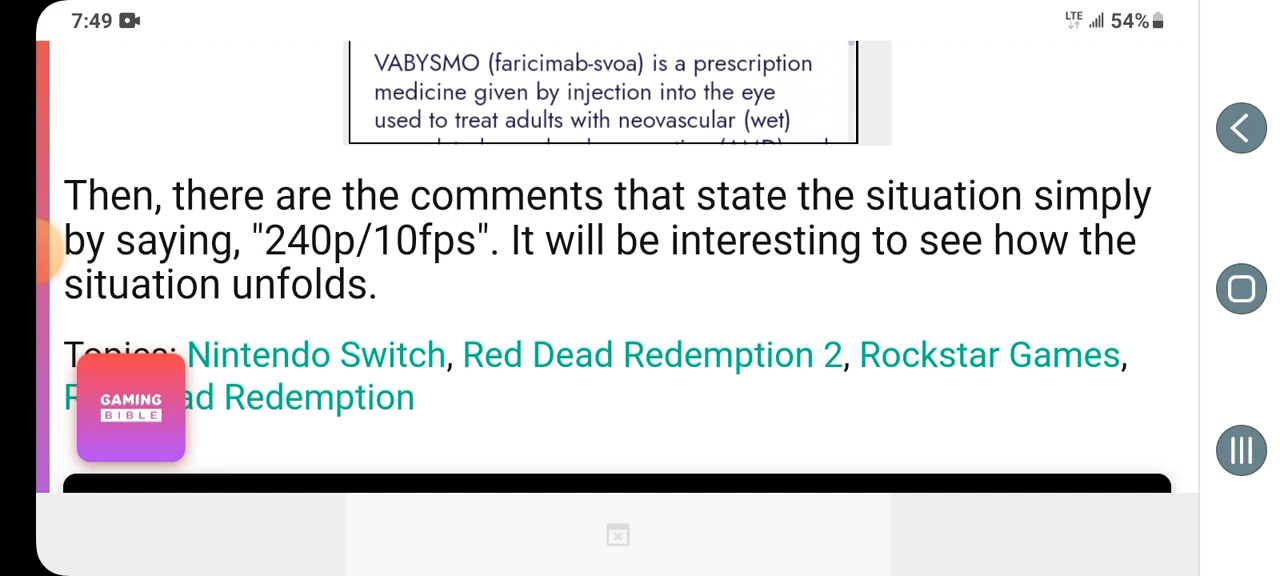 7:49 LTE 54%
VABYSMO (faricimab-svoa) is a prescription
medicine given by injection into the eye
used to treat adults with neovascular (wet)
Then, there are the comments that state the situation simply
by saying, "240p/10fps". It will be interesting to see how the
situation unfolds.
Topics: Nintendo Switch, Red Dead Redemption 2, Rockstar Games,
Redemption
GAMING
BIBLE